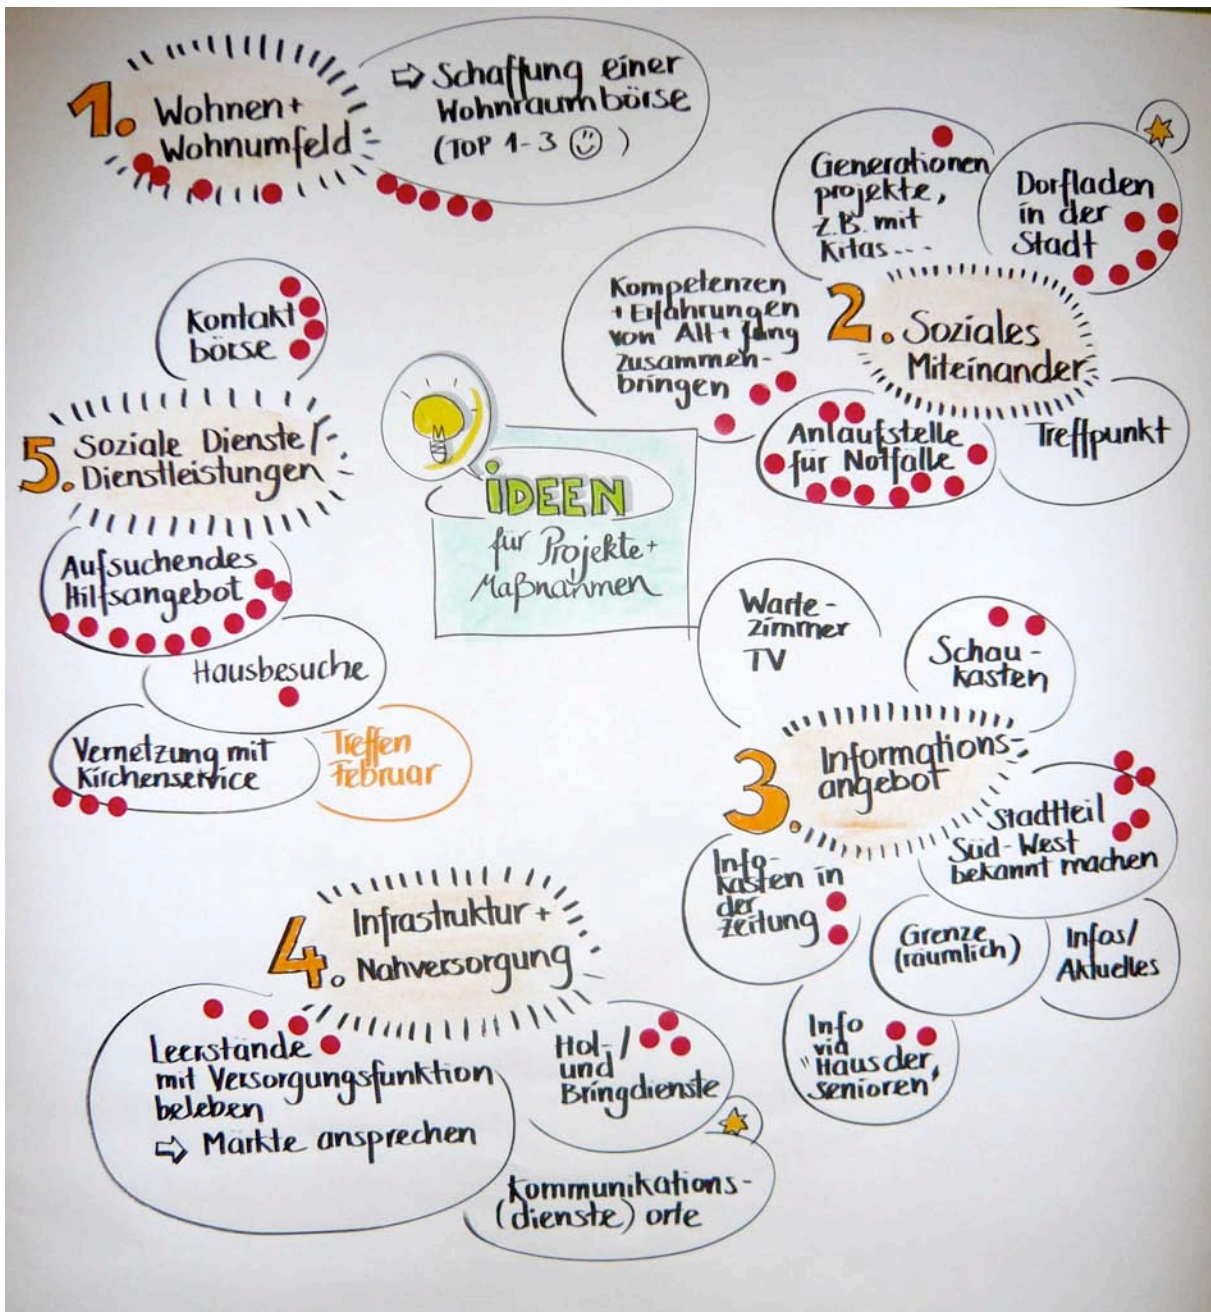 1. Wohnen +
Wohnumfeld
⇨ Schaffung einer
Wohnraumbörse
(TOP 1-3 ☺)
Generationen
projekte,
z.B. mit
Kitas...
Dorfladen
in der
Stadt
Kompetenzen
+ Erfahrungen
von Alt + Jung
zusammen-
bringen
2. Soziales
Miteinander
Anlaufstelle
für Notfälle
Treffpunkt
Kontakt
börse
5. Soziale Dienste/
Dienstleistungen
Aufsuchendes
Hilfsangebot
Hausbesuche
Vernetzung mit
Kirchenservice
Treffen
Februar
IDEEN
für Projekte +
Maßnahmen
Warte-
zimmer
TV
Schau-
kasten
3. Informations-
angebot
Stadtteil
Süd-West
bekannt machen
Info-
kasten in
der
Zeitung
Grenze
(räumlich)
Infos/
Aktuelles
Info
via
"Haus der
Senioren"
4. Infrastruktur +
Nahversorgung
Leerstände
mit Versorgungsfunktion
beleben
⇨ Märkte ansprechen
Hol-/
und
Bringdienste
Kommunikations-
(dienste) orte